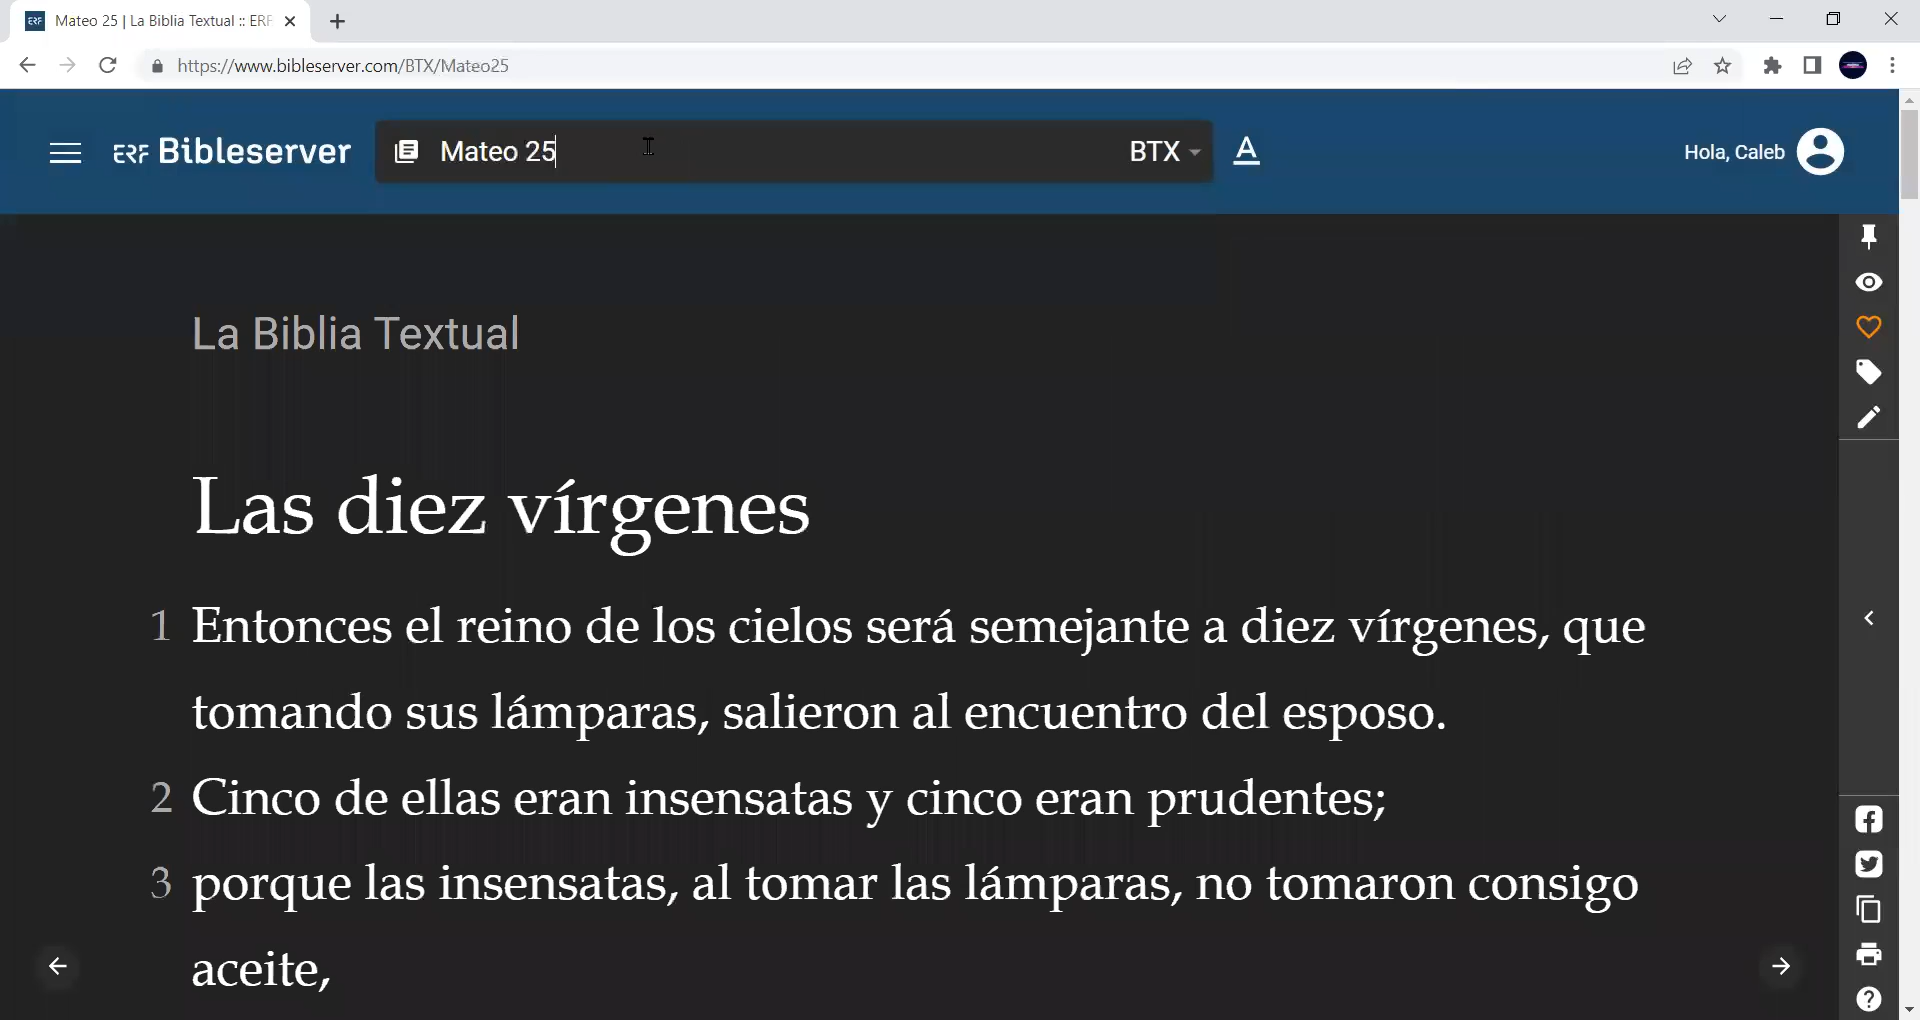 Mateo 25 | La Biblia Textual :: ERF
https://www.bibleserver.com/BTX/Mateo25
ERF Bibleserver
Mateo 25
BTX
A
Hola, Caleb
La Biblia Textual
Las diez vírgenes
1 Entonces el reino de los cielos será semejante a diez vírgenes, que
tomando sus lámparas, salieron al encuentro del esposo.
2 Cinco de ellas eran insensatas y cinco eran prudentes;
3 porque las insensatas, al tomar las lámparas, no tomaron consigo
aceite,